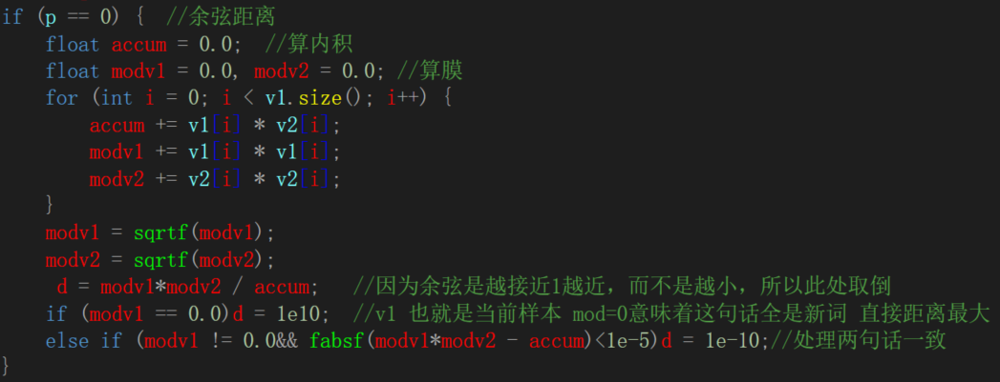 if (p == 0) {  //余弦距离
    float accum = 0.0;  //算内积
    float modv1 = 0.0, modv2 = 0.0; //算膜
    for (int i = 0; i < v1.size(); i++) {
        accum += v1[i] * v2[i];
        modv1 += v1[i] * v1[i];
        modv2 += v2[i] * v2[i];
    }
    modv1 = sqrtf(modv1);
    modv2 = sqrtf(modv2);
     d = modv1*modv2 / accum;   //因为余弦是越接近1越近，而不是越小，所以此处取倒
    if (modv1 == 0.0)d = 1e10;  //v1 也就是当前样本 mod=0意味着这句话全是新词 直接距离最大
    else if (modv1 != 0.0&& fabsf(modv1*modv2 - accum)<1e-5)d = 1e-10;//处理两句话一致
}